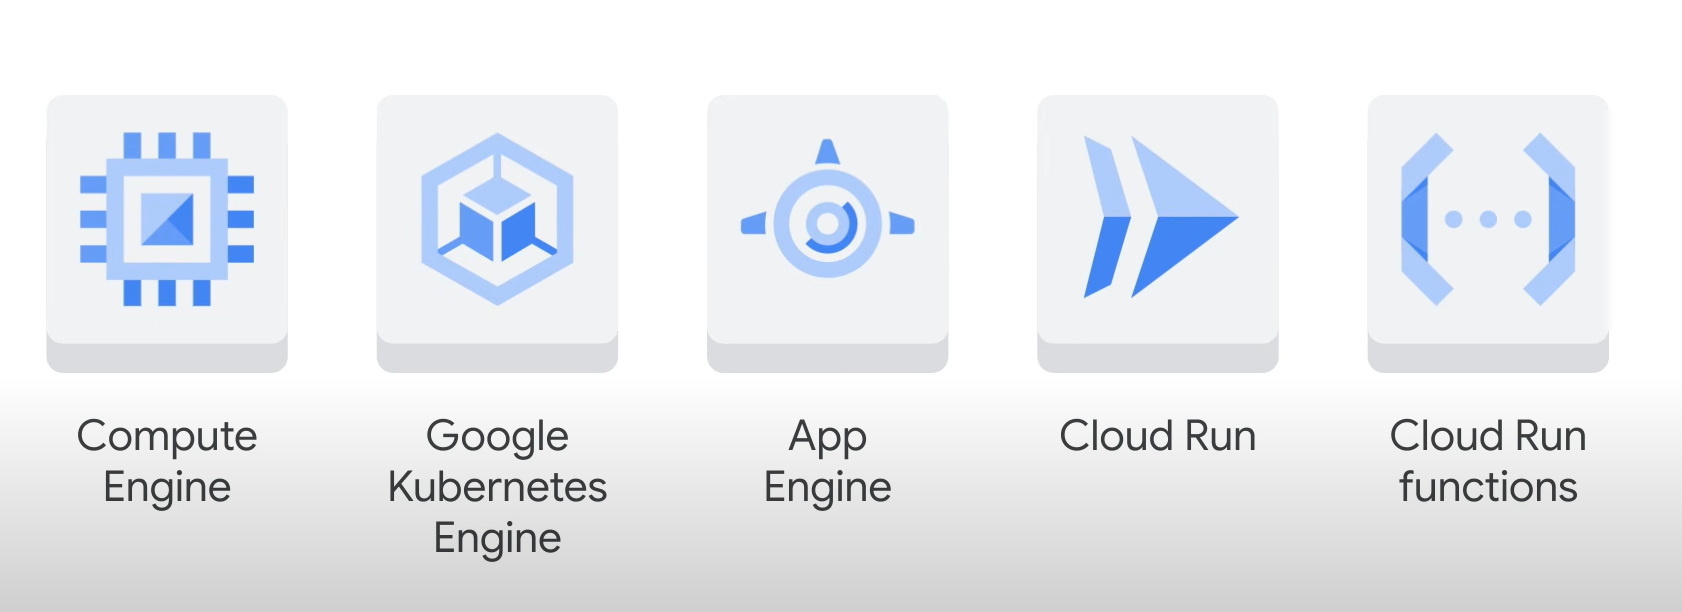 Compute
Engine
Google
Kubernetes
Engine
App
Engine
Cloud Run
Cloud Run
functions